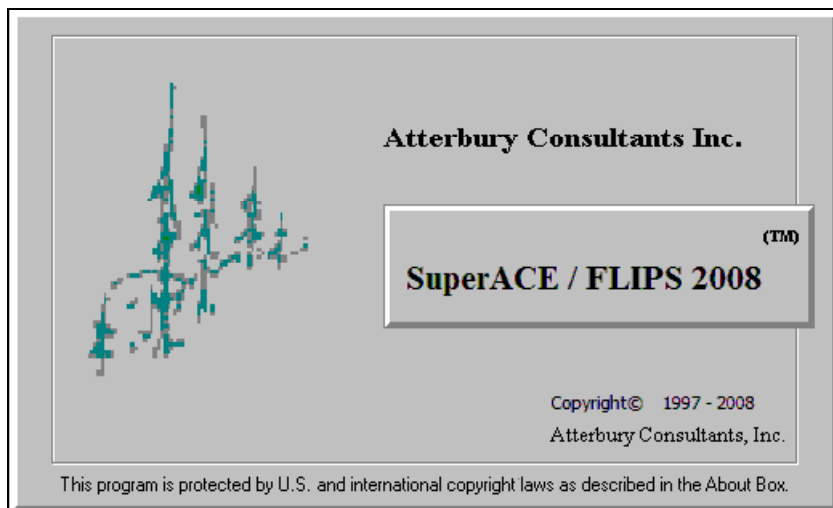 Atterbury Consultants Inc.
(TM)
SuperACE / FLIPS 2008
Copyright© 1997 - 2008
Atterbury Consultants, Inc.
This program is protected by U.S. and international copyright laws as described in the About Box.